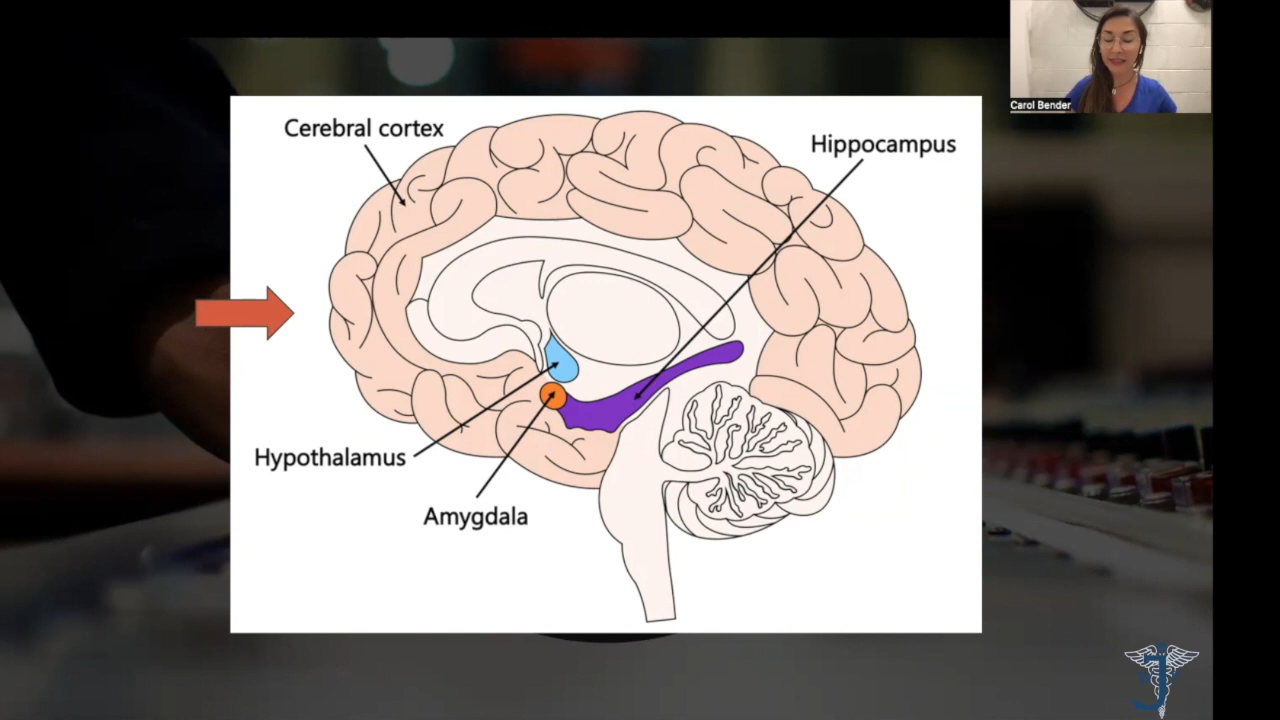 Cerebral cortex
Hippocampus
Hypothalamus
Amygdala
Carol Bender
J